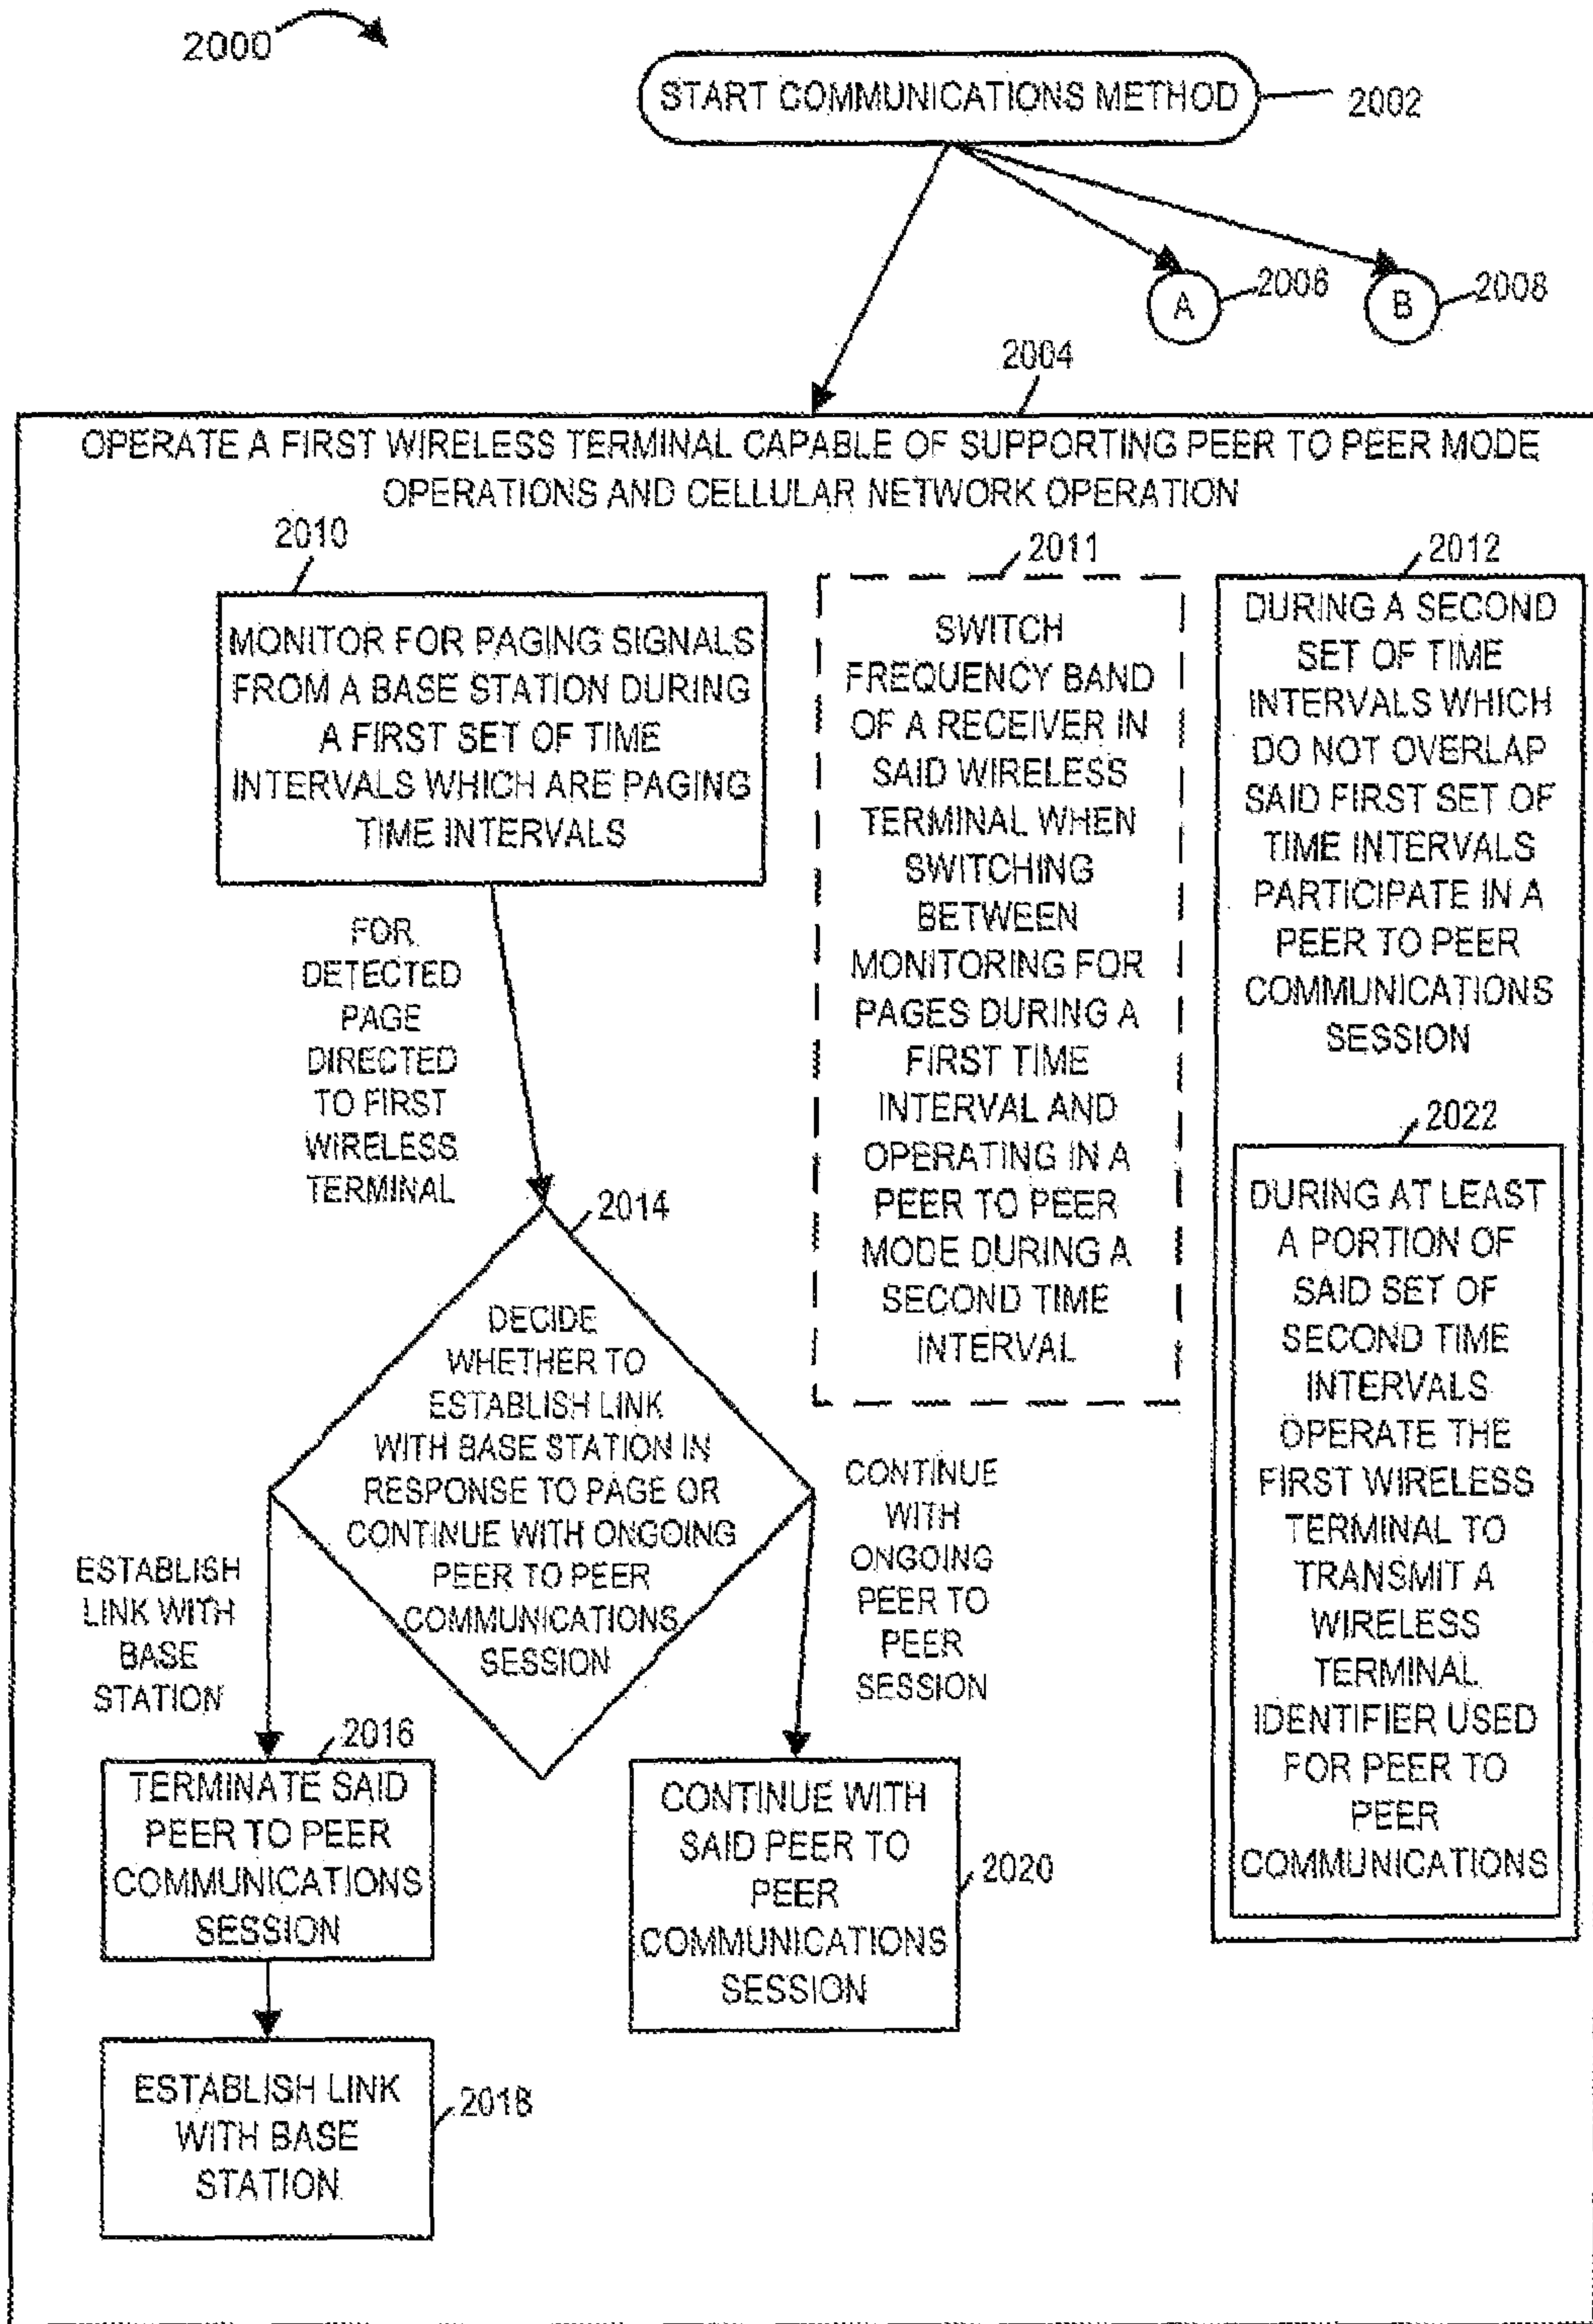 2000
START COMMUNICATIONS METHOD
2002
A
2006
B
2008
2004
OPERATE A FIRST WIRELESS TERMINAL CAPABLE OF SUPPORTING PEER TO PEER MODE
OPERATIONS AND CELLULAR NETWORK OPERATION
2010
MONITOR FOR PAGING SIGNALS
FROM A BASE STATION DURING
A FIRST SET OF TIME
INTERVALS WHICH ARE PAGING
TIME INTERVALS
FOR
DETECTED
PAGE
DIRECTED
TO FIRST
WIRELESS
TERMINAL
2014
DECIDE
WHETHER TO
ESTABLISH LINK
WITH BASE STATION IN
RESPONSE TO PAGE OR
CONTINUE WITH ONGOING
PEER TO PEER
COMMUNICATIONS
SESSION
ESTABLISH
LINK WITH
BASE
STATION
CONTINUE
WITH
ONGOING
PEER TO
PEER
SESSION
2016
TERMINATE SAID
PEER TO PEER
COMMUNICATIONS
SESSION
ESTABLISH LINK
WITH BASE
STATION
2018
CONTINUE WITH
SAID PEER TO
PEER
COMMUNICATIONS
SESSION
2020
2011
SWITCH
FREQUENCY BAND
OF A RECEIVER IN
SAID WIRELESS
TERMINAL WHEN
SWITCHING
BETWEEN
MONITORING FOR
PAGES DURING A
FIRST TIME
INTERVAL AND
OPERATING IN A
PEER TO PEER
MODE DURING A
SECOND TIME
INTERVAL
2012
DURING A SECOND
SET OF TIME
INTERVALS WHICH
DO NOT OVERLAP
SAID FIRST SET OF
TIME INTERVALS
PARTICIPATE IN A
PEER TO PEER
COMMUNICATIONS
SESSION
2022
DURING AT LEAST
A PORTION OF
SAID SET OF
SECOND TIME
INTERVALS
OPERATE THE
FIRST WIRELESS
TERMINAL TO
TRANSMIT A
WIRELESS
TERMINAL
IDENTIFIER USED
FOR PEER TO
PEER
COMMUNICATIONS